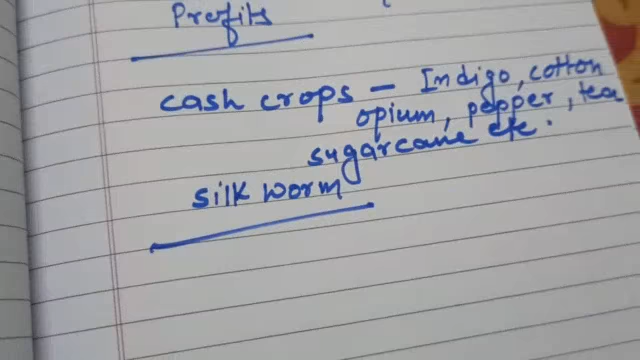 Profits
cash crops - Indigo, cotton
opium, pepper, tea
sugarcane etc.
silk worm